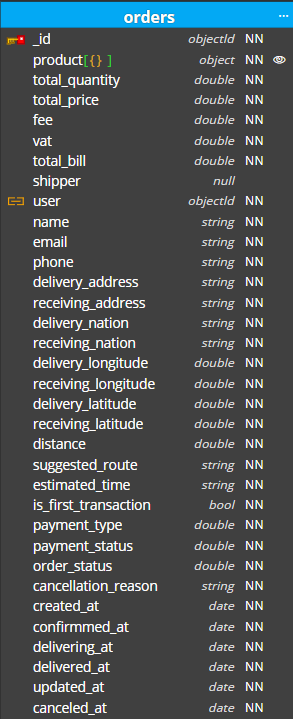 orders ...
_id objectId NN
product[{} ] object NN
total_quantity double NN
total_price double NN
fee double NN
vat double NN
total_bill double NN
shipper null
user objectId NN
name string NN
email string NN
phone string NN
delivery_address string NN
receiving_address string NN
delivery_nation string NN
receiving_nation string NN
delivery_longitude double NN
receiving_longitude double NN
delivery_latitude double NN
receiving_latitude double NN
distance double NN
suggested_route string NN
estimated_time string NN
is_first_transaction bool NN
payment_type double NN
payment_status double NN
order_status double NN
cancellation_reason string NN
created_at date NN
confirmmed_at date NN
delivering_at date NN
delivered_at date NN
updated_at date NN
canceled_at date NN